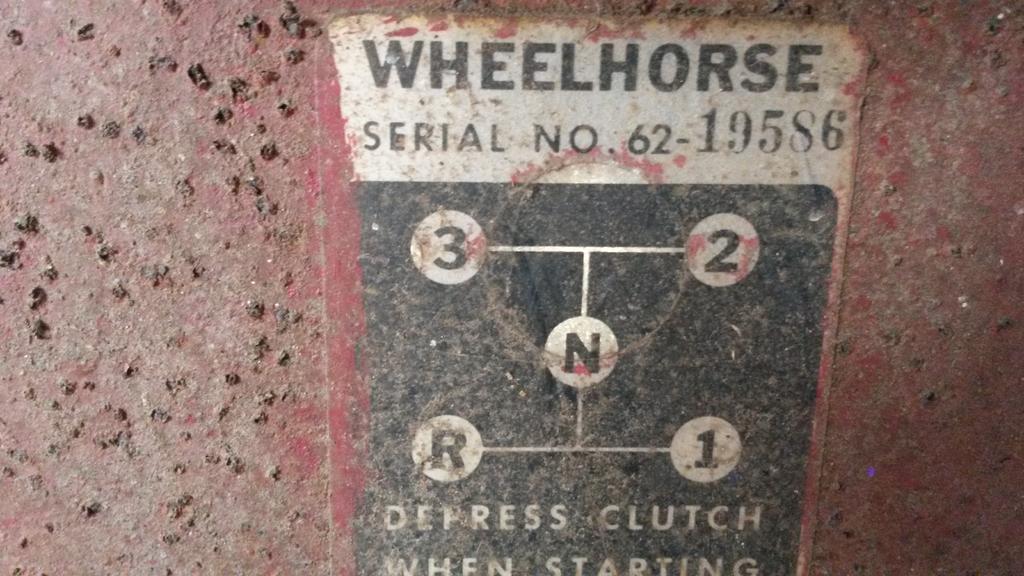 WHEELHORSE
SERIAL NO. 62-19586
3 2
N
R 1
DEPRESS CLUTCH
WHEN STARTING